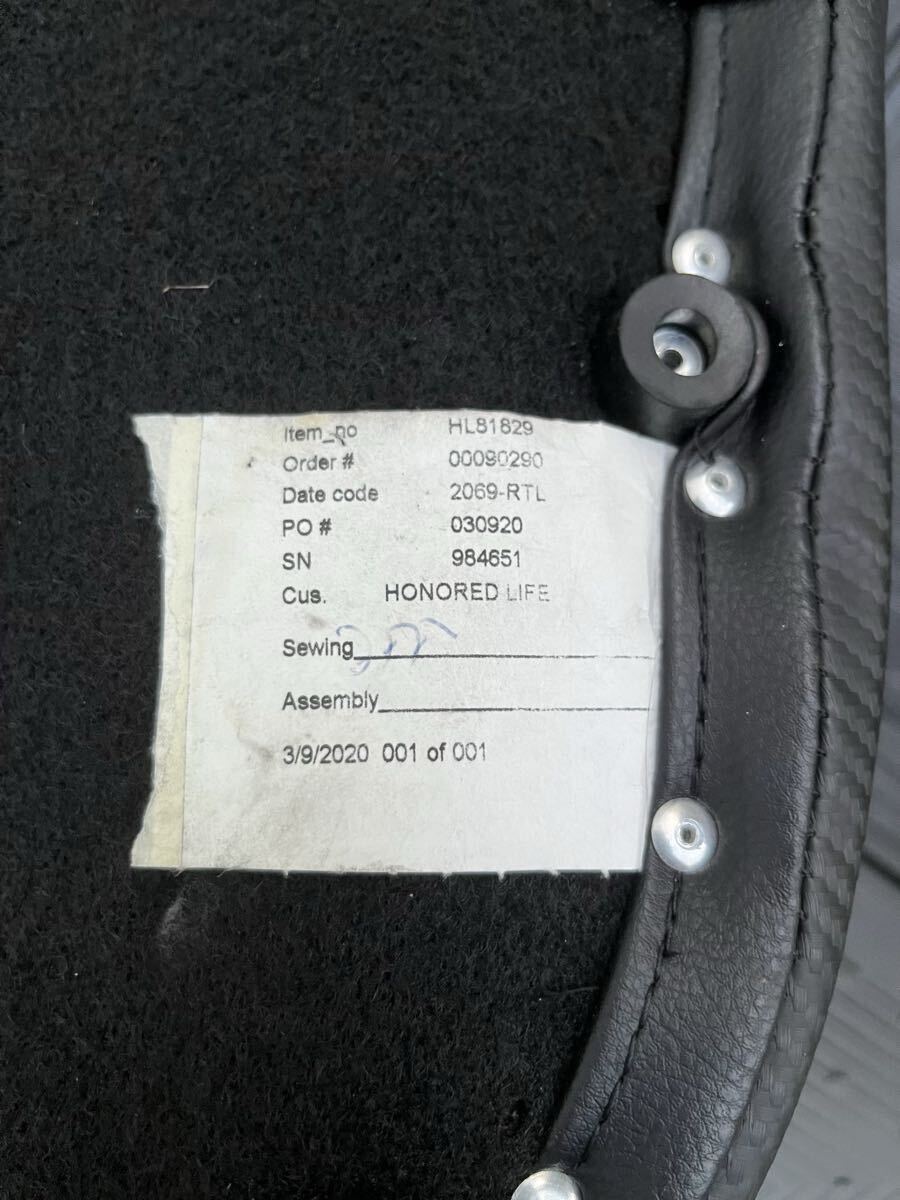 Item_no HL81829
Order # 00090290
Date code 2069-RTL
PO # 030920
SN 984651
Cus. HONORED LIFE
Sewing
Assembly
3/9/2020 001 of 001